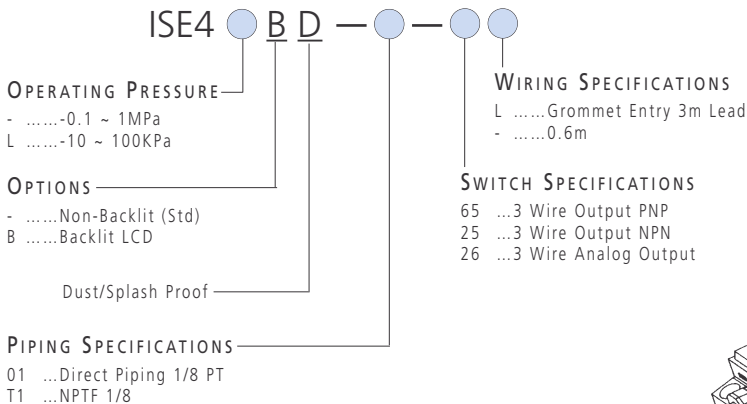 ISE4 B D — —
OPERATING PRESSURE
- ......-0.1 ~ 1MPa
L ......-10 ~ 100KPa
OPTIONS
- ......Non-Backlit (Std)
B ......Backlit LCD
Dust/Splash Proof
PIPING SPECIFICATIONS
01 ...Direct Piping 1/8 PT
T1 ...NPTF 1/8
WIRING SPECIFICATIONS
L ......Grommet Entry 3m Lead
- ......0.6m
SWITCH SPECIFICATIONS
65 ...3 Wire Output PNP
25 ...3 Wire Output NPN
26 ...3 Wire Analog Output